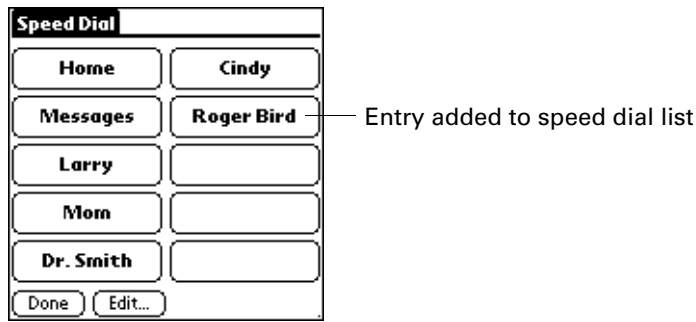 Speed Dial
Home
Cindy
Messages
Roger Bird
Entry added to speed dial list
Larry
Mom
Dr. Smith
Done
Edit...